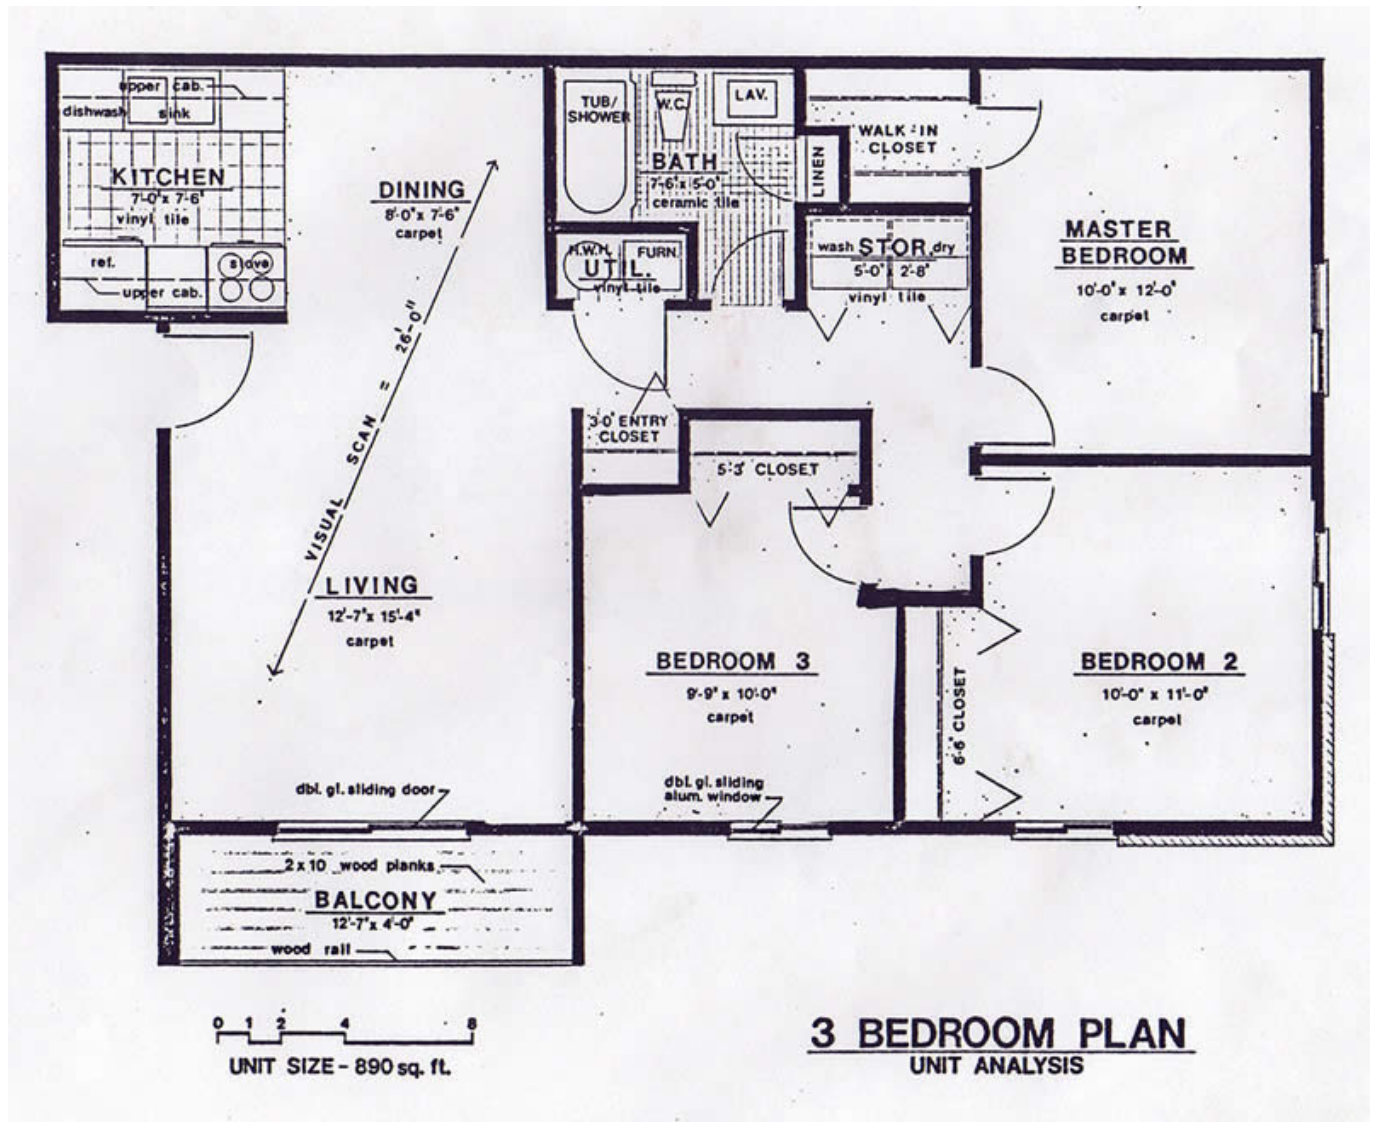 upper cab.
dishwash
sink
KITCHEN
7'-0" x 7'-6"
vinyl tile
ref.
stove
upper cab.
DINING
8'-0" x 7'-6"
carpet
VISUAL SCAN = 26'-0"
LIVING
12'-7" x 15'-4"
carpet
dbl. gl. sliding door
2 x 10 wood planks
BALCONY
12'-7" x 4'-0"
wood rail
TUB/
SHOWER
W.C.
LAV.
BATH
7'-6" x 5'-0"
ceramic tile
LINEN
H.W.H.
FURN.
UTIL.
vinyl tile
WALK-IN
CLOSET
wash STOR. dry
5'-0" x 2'-8"
vinyl tile
MASTER
BEDROOM
10'-0" x 12'-0"
carpet
3'-0" ENTRY
CLOSET
5'-3" CLOSET
BEDROOM 3
9'-9" x 10'-0"
carpet
dbl. gl. sliding
alum. window
6'-6" CLOSET
BEDROOM 2
10'-0" x 11'-0"
carpet
0 1 2 4 8
UNIT SIZE - 890 sq. ft.
3 BEDROOM PLAN
UNIT ANALYSIS